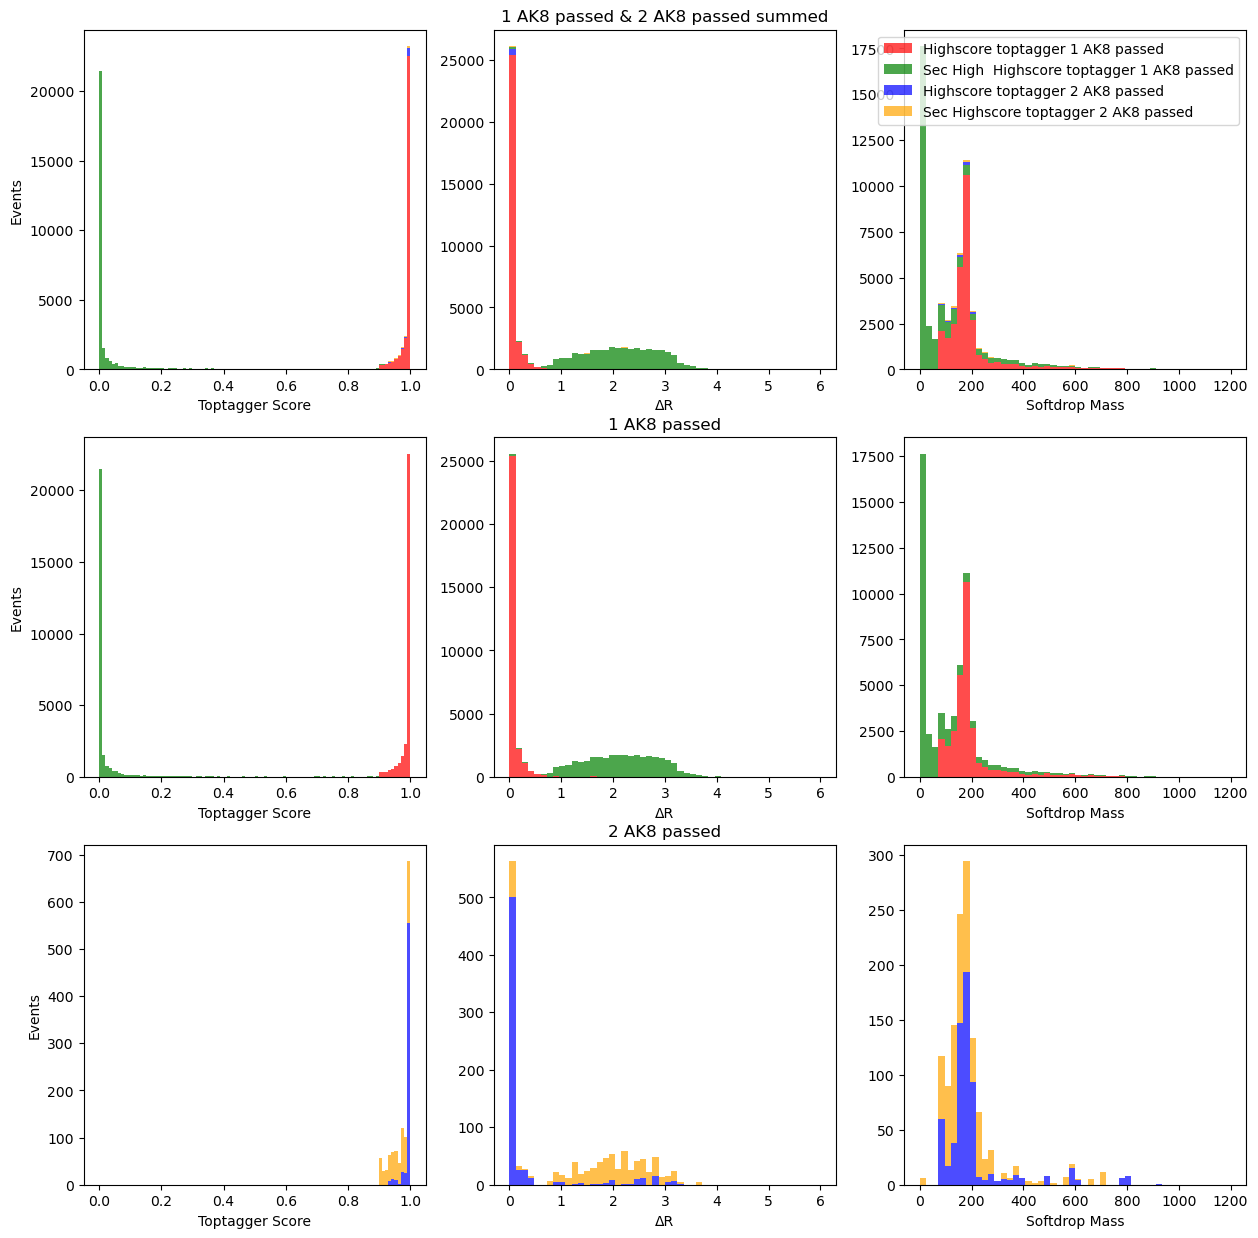 1 AK8 passed & 2 AK8 passed summed
Highscore toptagger 1 AK8 passed
Sec High  Highscore toptagger 1 AK8 passed
Highscore toptagger 2 AK8 passed
Sec Highscore toptagger 2 AK8 passed
Events
20000
15000
10000
5000
0
0.0 0.2 0.4 0.6 0.8 1.0
Toptagger Score
25000
20000
15000
10000
5000
0
0 1 2 3 4 5 6
ΔR
17500
15000
12500
10000
7500
5000
2500
0
0 200 400 600 800 1000 1200
Softdrop Mass
1 AK8 passed
Events
20000
15000
10000
5000
0
0.0 0.2 0.4 0.6 0.8 1.0
Toptagger Score
25000
20000
15000
10000
5000
0
0 1 2 3 4 5 6
ΔR
17500
15000
12500
10000
7500
5000
2500
0
0 200 400 600 800 1000 1200
Softdrop Mass
2 AK8 passed
Events
700
600
500
400
300
200
100
0
0.0 0.2 0.4 0.6 0.8 1.0
Toptagger Score
500
400
300
200
100
0
0 1 2 3 4 5 6
ΔR
300
250
200
150
100
50
0
0 200 400 600 800 1000 1200
Softdrop Mass